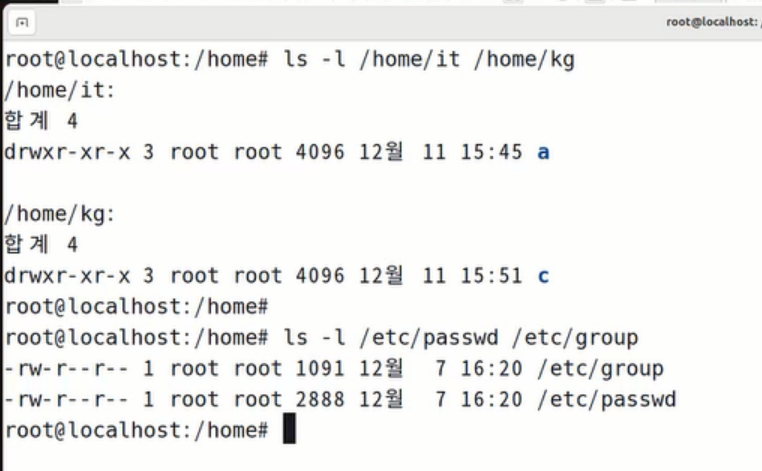 root@localhost: /
root@localhost:/home# ls -l /home/it /home/kg
/home/it:
합계 4
drwxr-xr-x 3 root root 4096 12월 11 15:45 a
/home/kg:
합계 4
drwxr-xr-x 3 root root 4096 12월 11 15:51 c
root@localhost:/home#
root@localhost:/home# ls -l /etc/passwd /etc/group
-rw-r--r-- 1 root root 1091 12월  7 16:20 /etc/group
-rw-r--r-- 1 root root 2888 12월  7 16:20 /etc/passwd
root@localhost:/home#